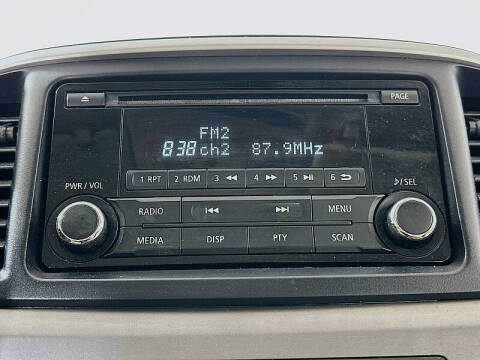 PAGE
FM2
838 ch2 87.9MHz
1 RPT 2 RDM 3 4 5 6
PWR / VOL
/ SEL
RADIO MENU
MEDIA DISP PTY SCAN